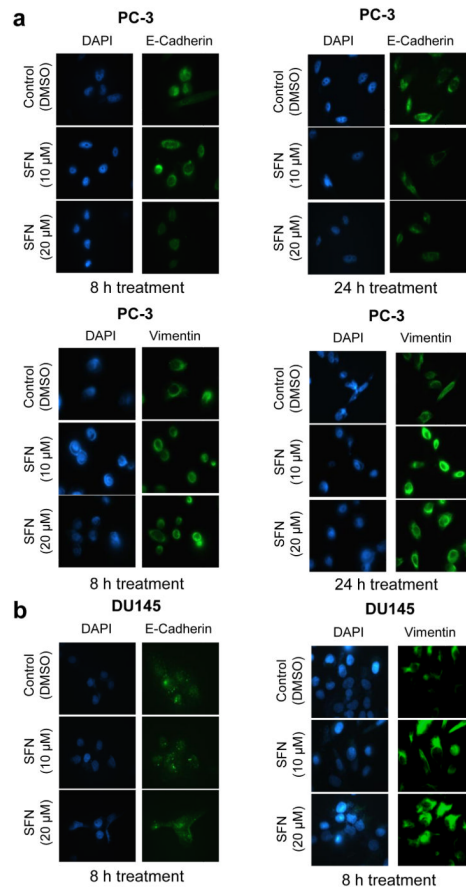 a
PC-3
DAPI E-Cadherin
Control
(DMSO)
SFN
(10 µM)
SFN
(20 µM)
8 h treatment
PC-3
DAPI E-Cadherin
Control
(DMSO)
SFN
(10 µM)
SFN
(20 µM)
24 h treatment
PC-3
DAPI Vimentin
Control
(DMSO)
SFN
(10 µM)
SFN
(20 µM)
8 h treatment
PC-3
DAPI Vimentin
Control
(DMSO)
SFN
(10 µM)
SFN
(20 µM)
24 h treatment
b
DU145
DAPI E-Cadherin
Control
(DMSO)
SFN
(10 µM)
SFN
(20 µM)
8 h treatment
DU145
DAPI Vimentin
Control
(DMSO)
SFN
(10 µM)
SFN
(20 µM)
8 h treatment